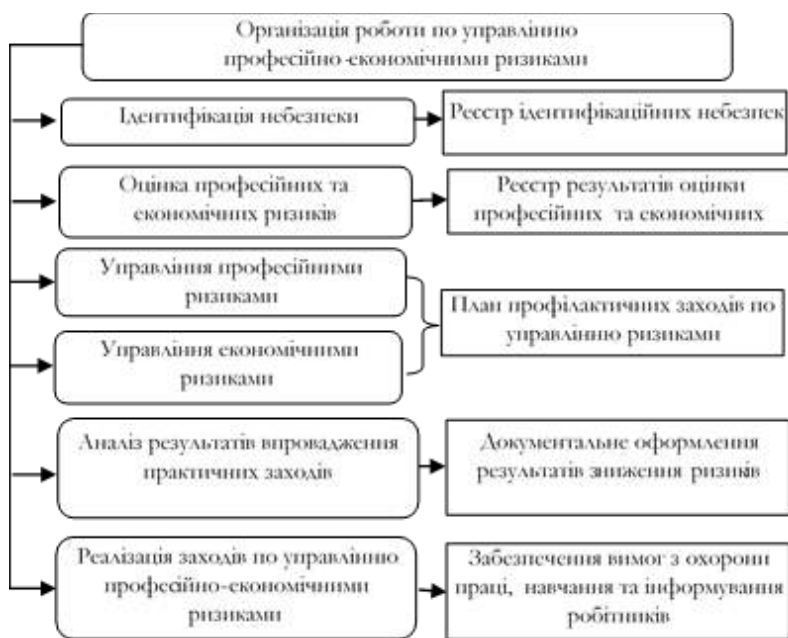 Організація роботи по управлінню
професійно-економічними ризиками
Ідентифікація небезпеки
Реєстр ідентифікаційних небезпек
Оцінка професійних та
економічних ризиків
Реєстр результатів оцінки
професійних та економічних
Управління професійними
ризиками
Управління економічними
ризиками
План профілактичних заходів по
управлінню ризиками
Аналіз результатів впровадження
практичних заходів
Документальне оформлення
результатів зниження ризиків
Реалізація заходів по управлінню
професійно-економічними
ризиками
Забезпечення вимог з охорони
праці, навчання та інформування
робітників